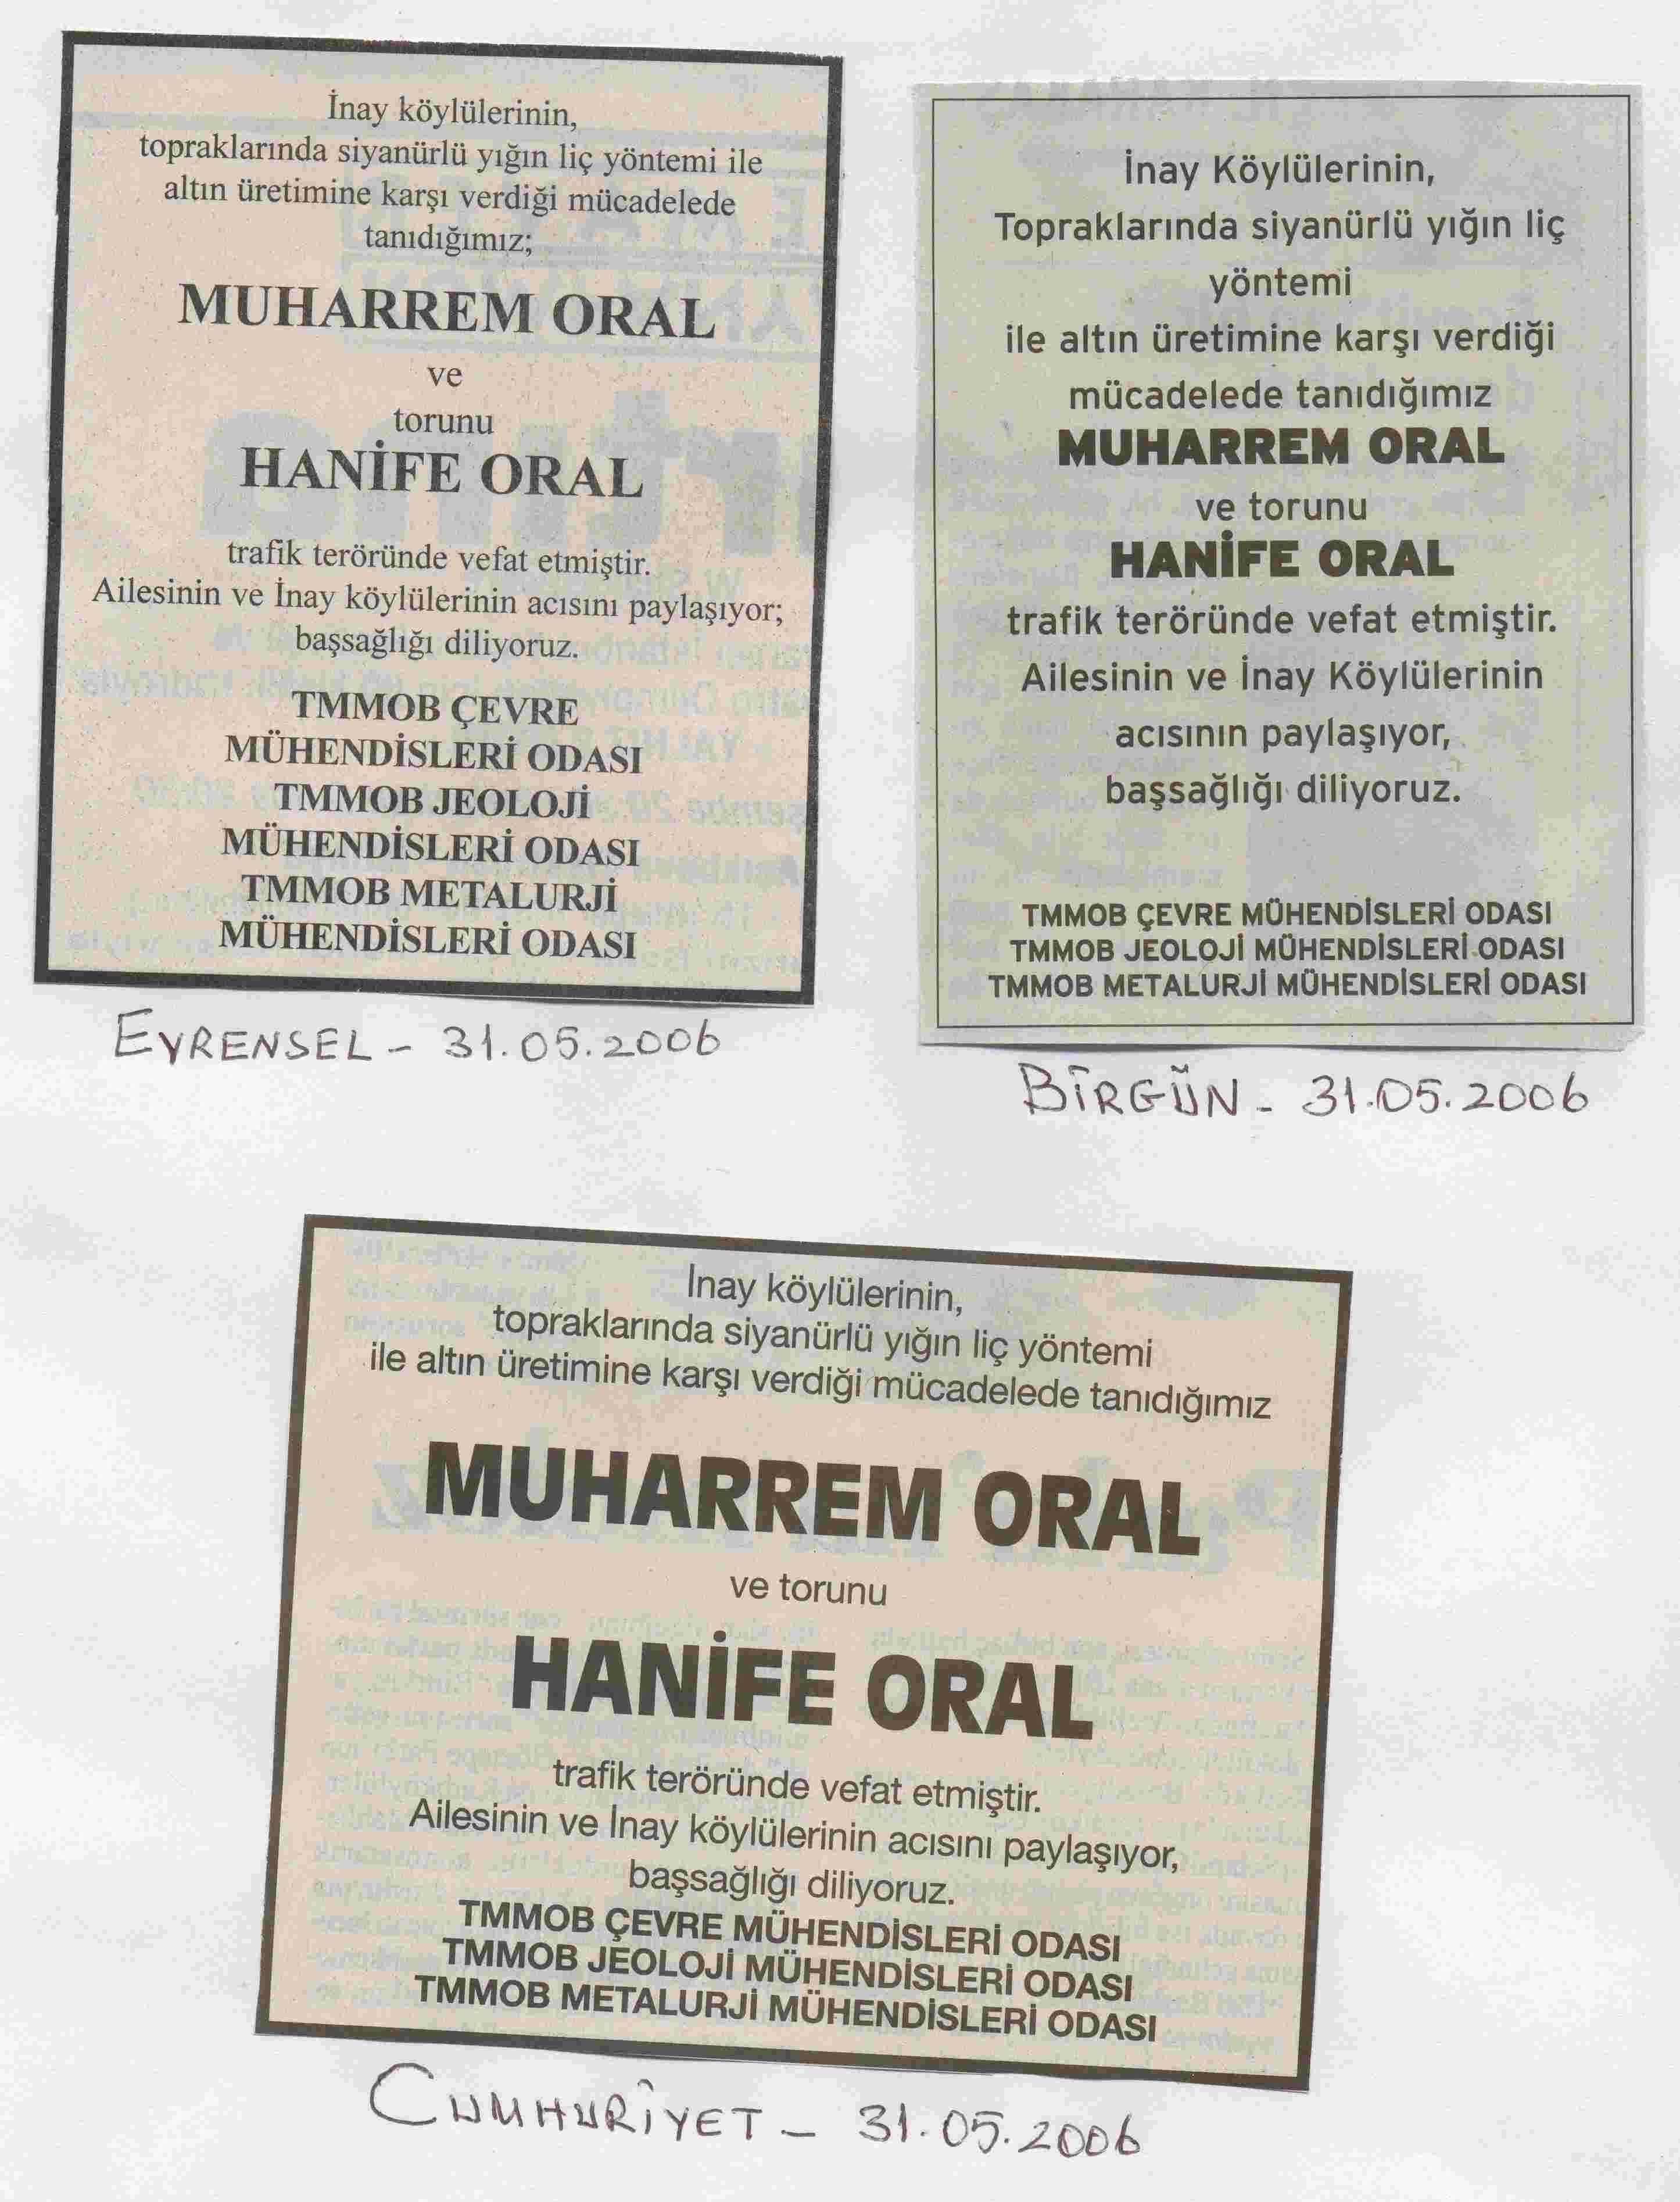 İnay köylülerinin,
topraklarında siyanürlü yığın liç yöntemi ile
altın üretimine karşı verdiği mücadelede
tanıdığımız;
MUHARREM ORAL
ve
torunu
HANİFE ORAL
trafik teröründe vefat etmiştir.
Ailesinin ve İnay köylülerinin acısını paylaşıyor;
başsağlığı diliyoruz.
TMMOB ÇEVRE
MÜHENDİSLERİ ODASI
TMMOB JEOLOJİ
MÜHENDİSLERİ ODASI
TMMOB METALURJİ
MÜHENDİSLERİ ODASI
EVRENSEL - 31.05.2006
İnay Köylülerinin,
Topraklarında siyanürlü yığın liç
yöntemi
ile altın üretimine karşı verdiği
mücadelede tanıdığımız
MUHARREM ORAL
ve torunu
HANİFE ORAL
trafik teröründe vefat etmiştir.
Ailesinin ve İnay Köylülerinin
acısının paylaşıyor,
başsağlığı diliyoruz.
TMMOB ÇEVRE MÜHENDİSLERİ ODASI
TMMOB JEOLOJİ MÜHENDİSLERİ ODASI
TMMOB METALURJİ MÜHENDİSLERİ ODASI
BİRGÜN - 31.05.2006
İnay köylülerinin,
topraklarında siyanürlü yığın liç yöntemi
ile altın üretimine karşı verdiği mücadelede tanıdığımız
MUHARREM ORAL
ve torunu
HANİFE ORAL
trafik teröründe vefat etmiştir.
Ailesinin ve İnay köylülerinin acısını paylaşıyor,
başsağlığı diliyoruz.
TMMOB ÇEVRE MÜHENDİSLERİ ODASI
TMMOB JEOLOJİ MÜHENDİSLERİ ODASI
TMMOB METALURJİ MÜHENDİSLERİ ODASI
CUMHURİYET - 31.05.2006